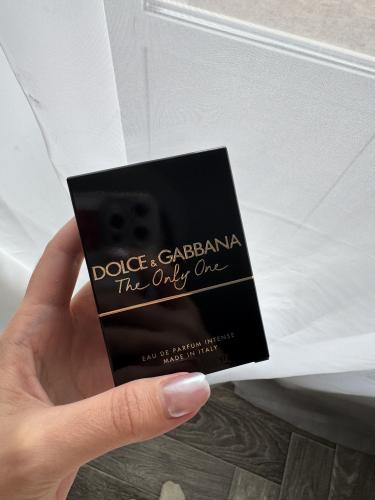 DOLCE & GABBANA
The Only One
EAU DE PARFUM INTENSE
MADE IN ITALY